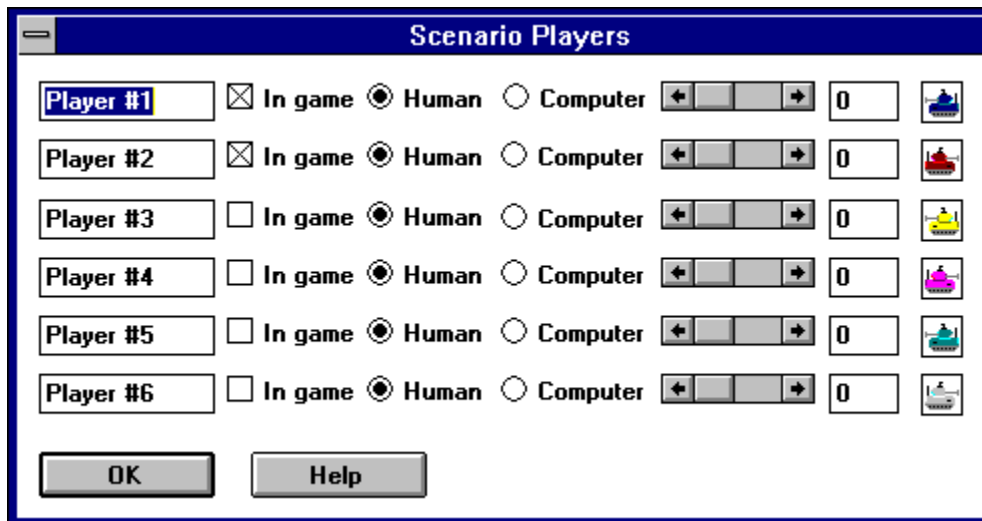 Scenario Players
Player #1 In game Human Computer 0
Player #2 In game Human Computer 0
Player #3 In game Human Computer 0
Player #4 In game Human Computer 0
Player #5 In game Human Computer 0
Player #6 In game Human Computer 0
OK Help